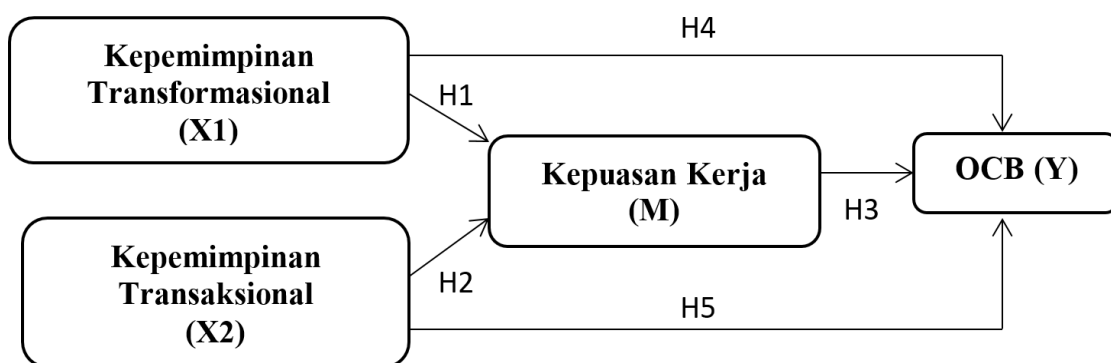 Kepemimpinan
Transformasional
(X1)
H4
H1
Kepuasan Kerja
(M)
OCB (Y)
H3
Kepemimpinan
Transaksional
(X2)
H2
H5